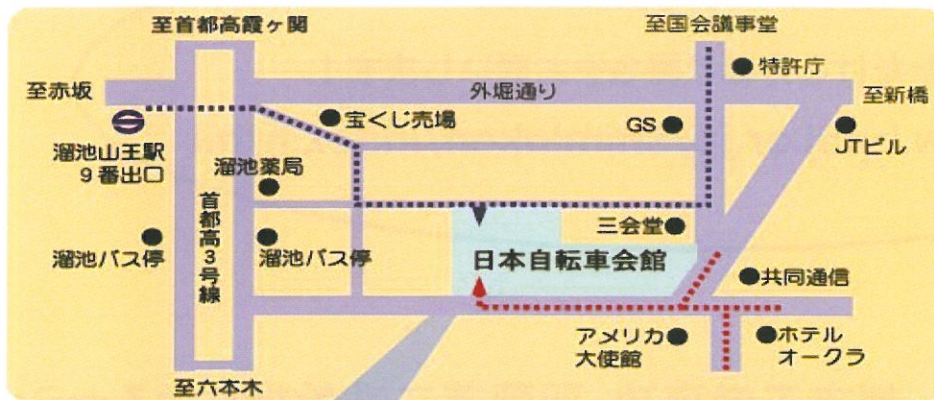 至首都高霞ヶ関
至国会議事堂
特許庁
至赤坂
外堀通り
至新橋
宝くじ売場
GS
JTビル
溜池山王駅
9番出口
溜池薬局
首都高3号線
三会堂
溜池バス停
溜池バス停
日本自転車会館
共同通信
アメリカ
大使館
ホテル
オークラ
至六本木